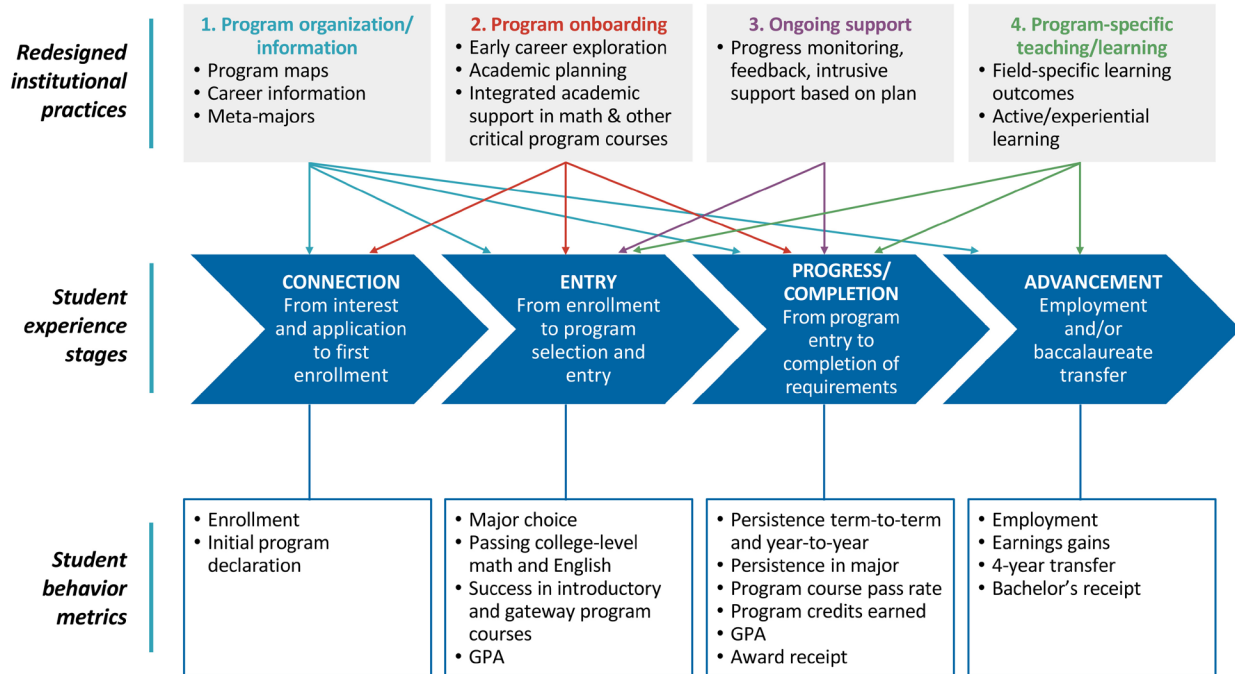 Redesigned
institutional
practices
1. Program organization/
information
• Program maps
• Career information
• Meta-majors
2. Program onboarding
• Early career exploration
• Academic planning
• Integrated academic
support in math & other
critical program courses
3. Ongoing support
• Progress monitoring,
feedback, intrusive
support based on plan
4. Program-specific
teaching/learning
• Field-specific learning
outcomes
• Active/experiential
learning
Student
experience
stages
CONNECTION
From interest
and application
to first
enrollment
ENTRY
From enrollment
to program
selection and
entry
PROGRESS/
COMPLETION
From program
entry to
completion of
requirements
ADVANCEMENT
Employment
and/or
baccalaureate
transfer
Student
behavior
metrics
• Enrollment
• Initial program
declaration
• Major choice
• Passing college-level
math and English
• Success in introductory
and gateway program
courses
• GPA
• Persistence term-to-term
and year-to-year
• Persistence in major
• Program course pass rate
• Program credits earned
• GPA
• Award receipt
• Employment
• Earnings gains
• 4-year transfer
• Bachelor’s receipt